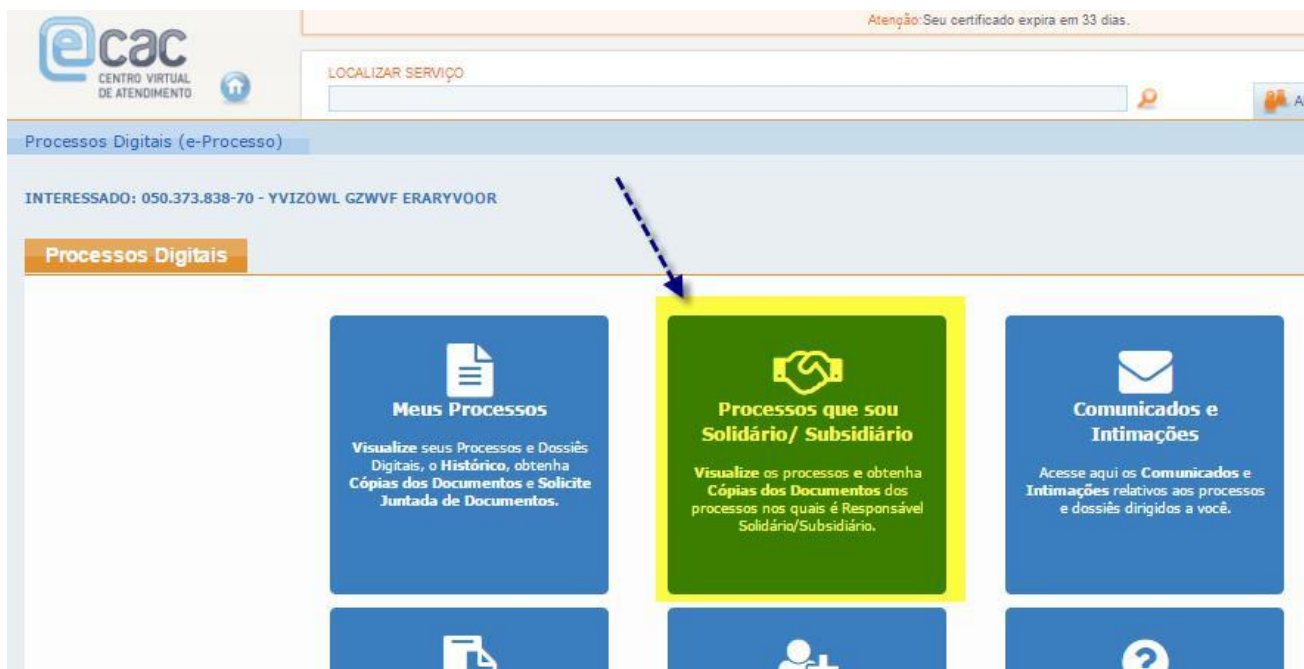 Atenção:Seu certificado expira em 33 dias.
ecac
CENTRO VIRTUAL
DE ATENDIMENTO
LOCALIZAR SERVIÇO
Processos Digitais (e-Processo)
INTERESSADO: 050.373.838-70 - YVIZOWL GZWVF ERARYVOOR
Processos Digitais
Meus Processos
Visualize seus Processos e Dossiês
Digitais, o Histórico, obtenha
Cópias dos Documentos e Solicite
Juntada de Documentos.
Processos que sou
Solidário/ Subsidiário
Visualize os processos e obtenha
Cópias dos Documentos dos
processos nos quais é Responsável
Solidário/Subsidiário.
Comunicados e
Intimações
Acesse aqui os Comunicados e
Intimações relativos aos processos
e dossiês dirigidos a você.